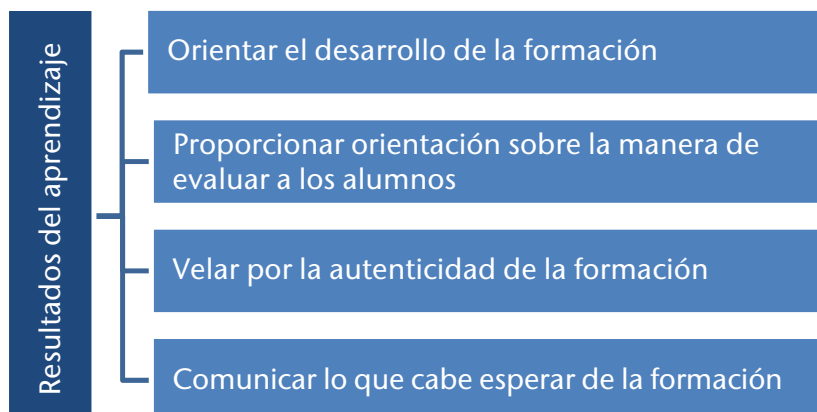 Resultados del aprendizaje
Orientar el desarrollo de la formación
Proporcionar orientación sobre la manera de
evaluar a los alumnos
Velar por la autenticidad de la formación
Comunicar lo que cabe esperar de la formación